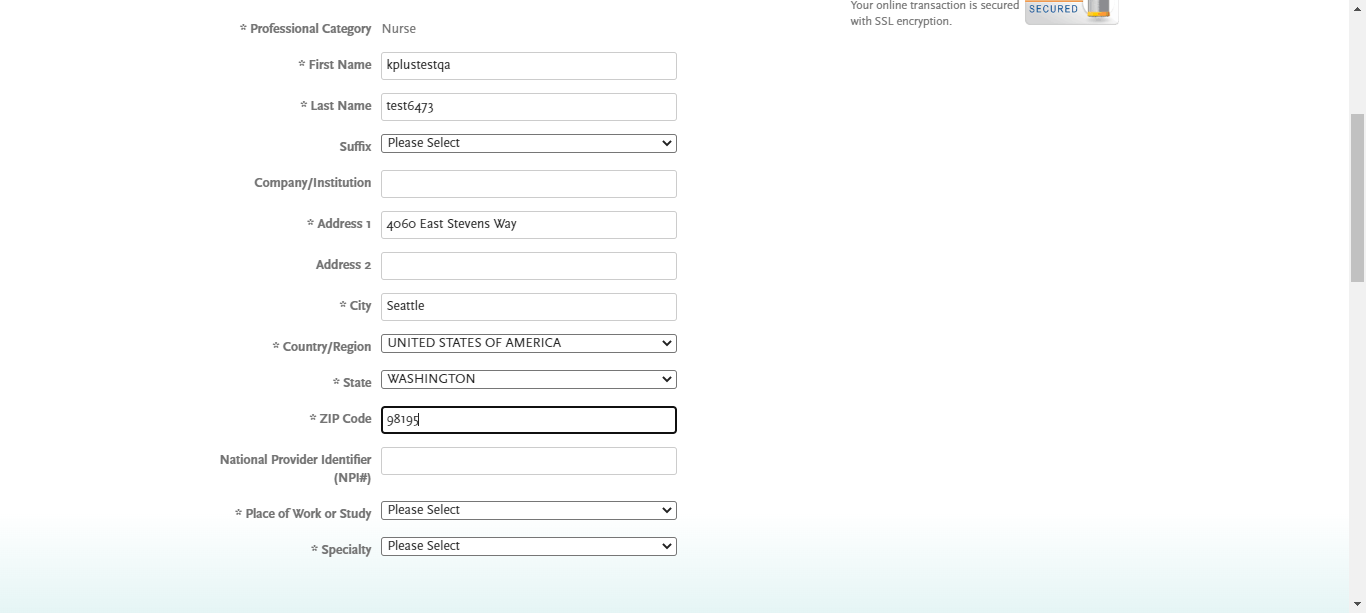 Your online transaction is secured
with SSL encryption.
SECURED
* Professional Category Nurse
* First Name kplustestqa
* Last Name test6473
Suffix Please Select
Company/Institution
* Address 1 4060 East Stevens Way
Address 2
* City Seattle
* Country/Region UNITED STATES OF AMERICA
* State WASHINGTON
* ZIP Code 98195
National Provider Identifier
(NPI#)
* Place of Work or Study Please Select
* Specialty Please Select